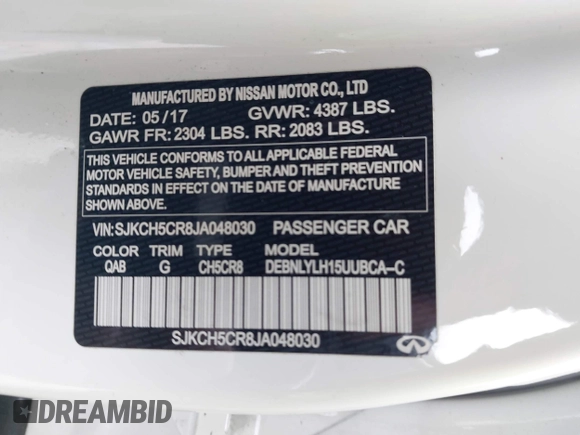 MANUFACTURED BY NISSAN MOTOR CO., LTD
DATE: 05/17 GVWR: 4387 LBS.
GAWR FR: 2304 LBS. RR: 2083 LBS.
THIS VEHICLE CONFORMS TO ALL APPLICABLE FEDERAL
MOTOR VEHICLE SAFETY, BUMPER AND THEFT PREVENTION
STANDARDS IN EFFECT ON THE DATE OF MANUFACTURE
SHOWN ABOVE.
VIN: SJKCH5CR8JA048030 PASSENGER CAR
COLOR TRIM TYPE MODEL
QAB G CH5CR8 DEBNLYLH15UUBCA-C
SJKCH5CR8JA048030
DREAMBID